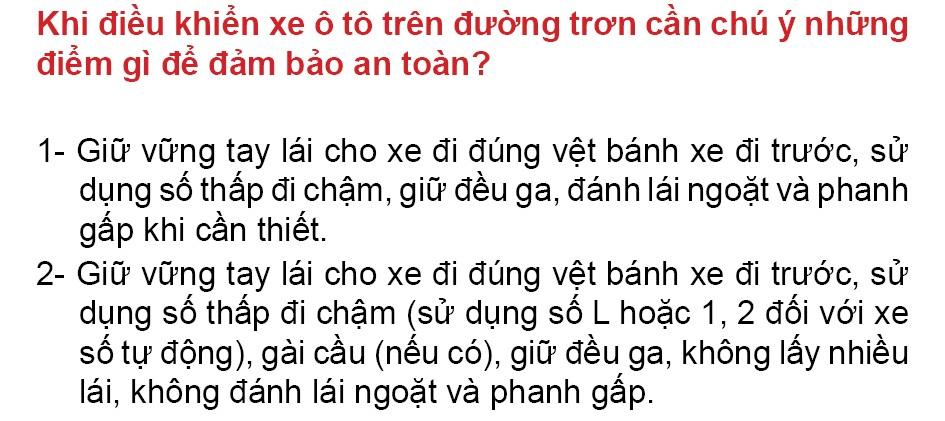 Khi điều khiển xe ô tô trên đường trơn cần chú ý những
điểm gì để đảm bảo an toàn?
1- Giữ vững tay lái cho xe đi đúng vệt bánh xe đi trước, sử
dụng số thấp đi chậm, giữ đều ga, đánh lái ngoặt và phanh
gấp khi cần thiết.
2- Giữ vững tay lái cho xe đi đúng vệt bánh xe đi trước, sử
dụng số thấp đi chậm (sử dụng số L hoặc 1, 2 đối với xe
số tự động), gài cầu (nếu có), giữ đều ga, không lấy nhiều
lái, không đánh lái ngoặt và phanh gấp.